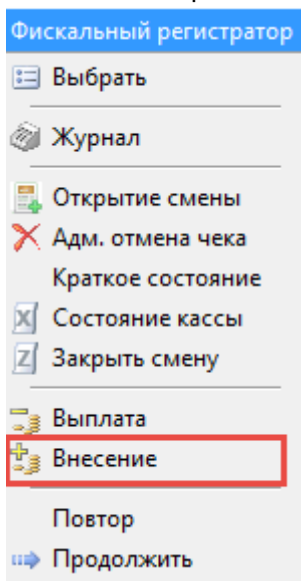 Фискальный регистратор
Выбрать
Журнал
Открытие смены
Адм. отмена чека
Краткое состояние
X Состояние кассы
Z Закрыть смену
Выплата
Внесение
Повтор
Продолжить